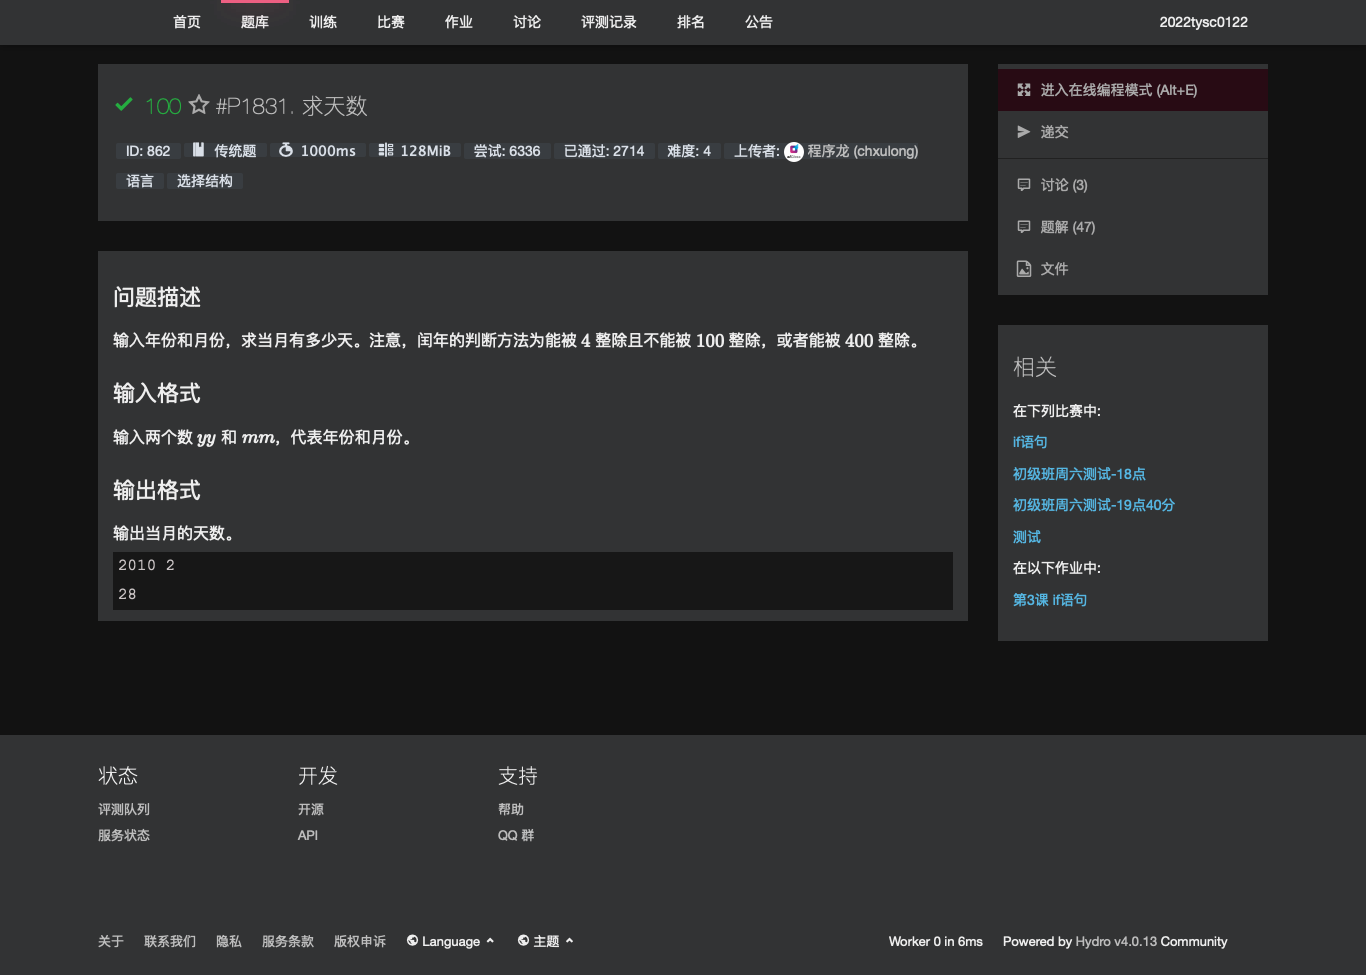 首页 题库 训练 比赛 作业 讨论 评测记录 排名 公告 2022tysc0122
100 #P1831. 求天数
ID: 862 传统题 1000ms 128MiB 尝试: 6336 已通过: 2714 难度: 4 上传者: 程序龙 (chxulong)
语言 选择结构
问题描述
输入年份和月份，求当月有多少天。注意，闰年的判断方法为能被 4 整除且不能被 100 整除，或者能被 400 整除。
输入格式
输入两个数 yy 和 mm，代表年份和月份。
输出格式
输出当月的天数。
2010 2
28
进入在线编程模式 (Alt+E)
递交
讨论 (3)
题解 (47)
文件
相关
在下列比赛中:
if语句
初级班周六测试-18点
初级班周六测试-19点40分
测试
在以下作业中:
第3课 if语句
状态
评测队列
服务状态
开发
开源
API
支持
帮助
QQ 群
关于 联系我们 隐私 服务条款 版权申诉 Language 主题 Worker 0 in 6ms Powered by Hydro v4.0.13 Community